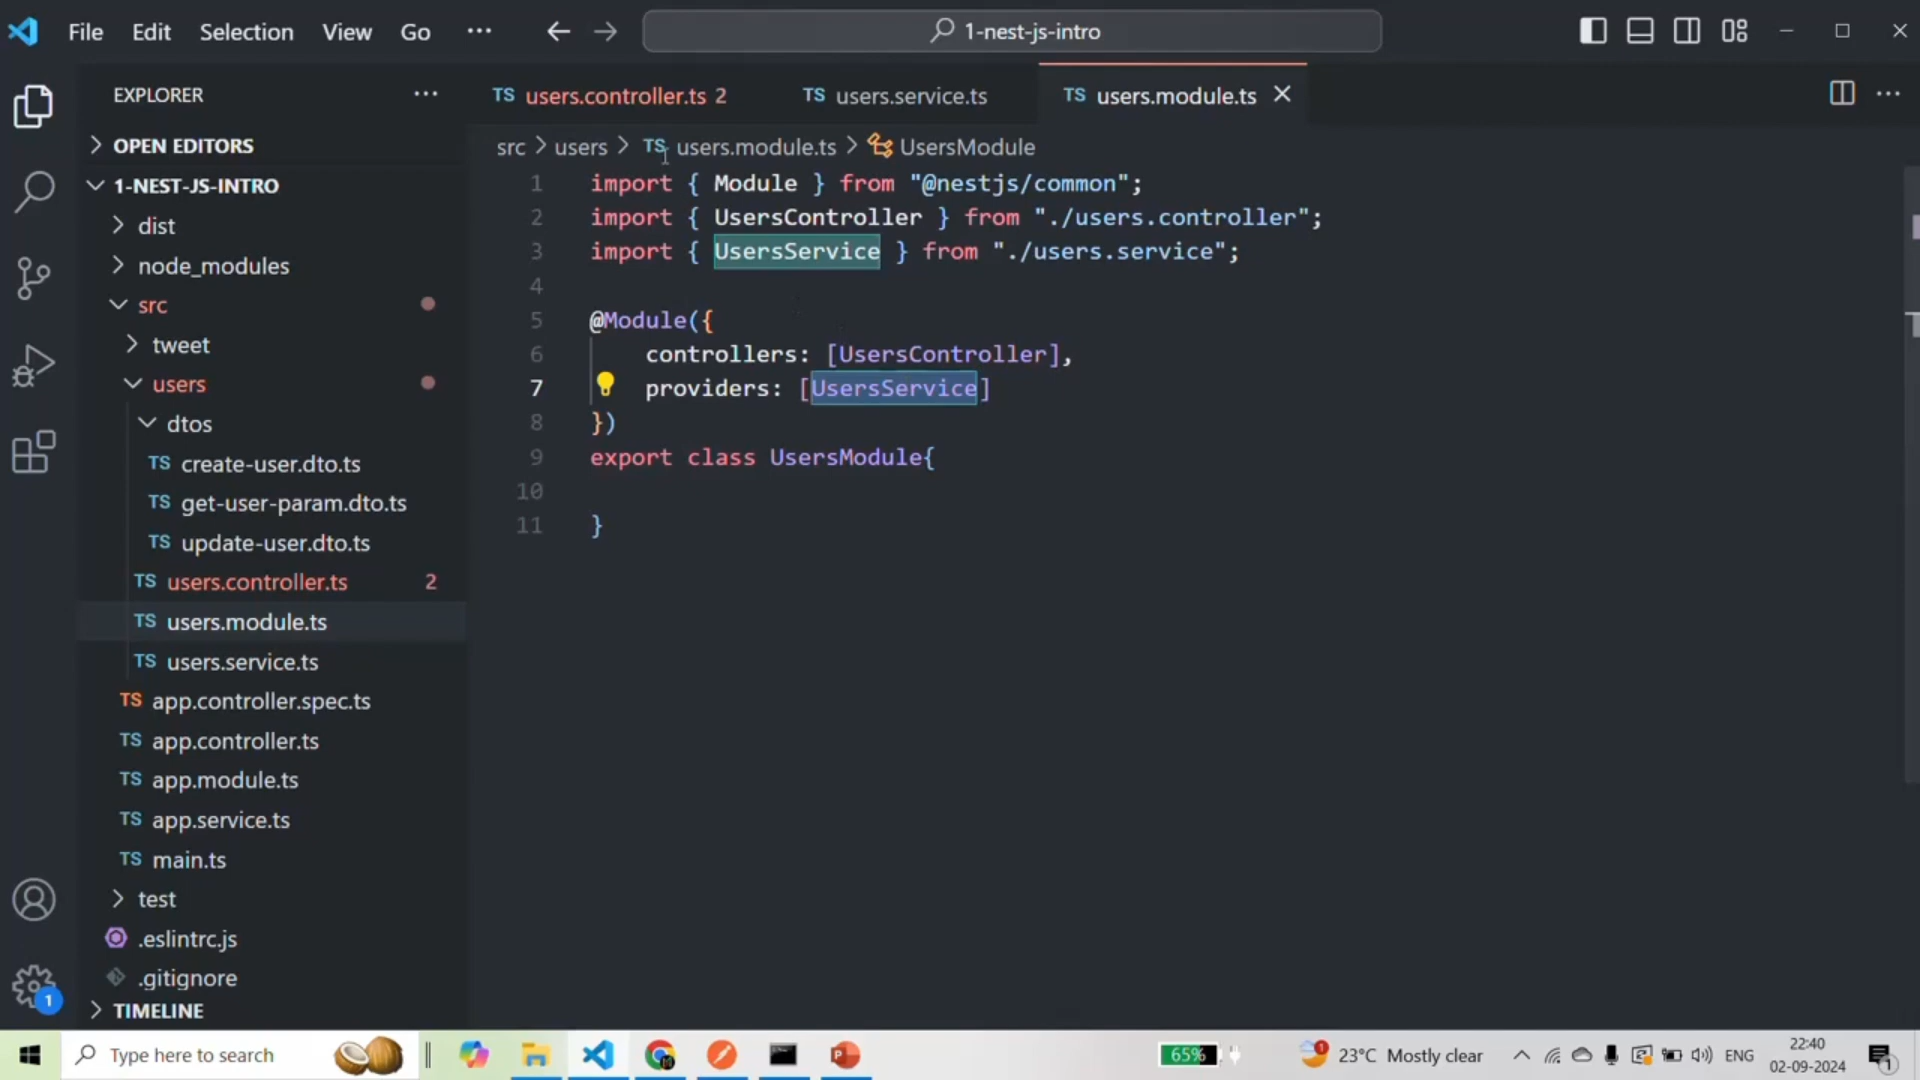 File Edit Selection View Go ···
1-nest-js-intro
EXPLORER ···
OPEN EDITORS
1-NEST-JS-INTRO
dist
node_modules
src
tweet
users
dtos
TS create-user.dto.ts
TS get-user-param.dto.ts
TS update-user.dto.ts
TS users.controller.ts 2
TS users.module.ts
TS users.service.ts
TS app.controller.spec.ts
TS app.controller.ts
TS app.module.ts
TS app.service.ts
TS main.ts
test
.eslintrc.js
.gitignore
TIMELINE
1
TS users.controller.ts 2 TS users.service.ts TS users.module.ts
src > users > TS users.module.ts > UsersModule
1 import { Module } from "@nestjs/common";
2 import { UsersController } from "./users.controller";
3 import { UsersService } from "./users.service";
4
5 @Module({
6 controllers: [UsersController],
7 providers: [UsersService]
8 })
9 export class UsersModule{
10
11 }
Type here to search
65%
1
23°C Mostly clear
ENG
22:40
02-09-2024
1